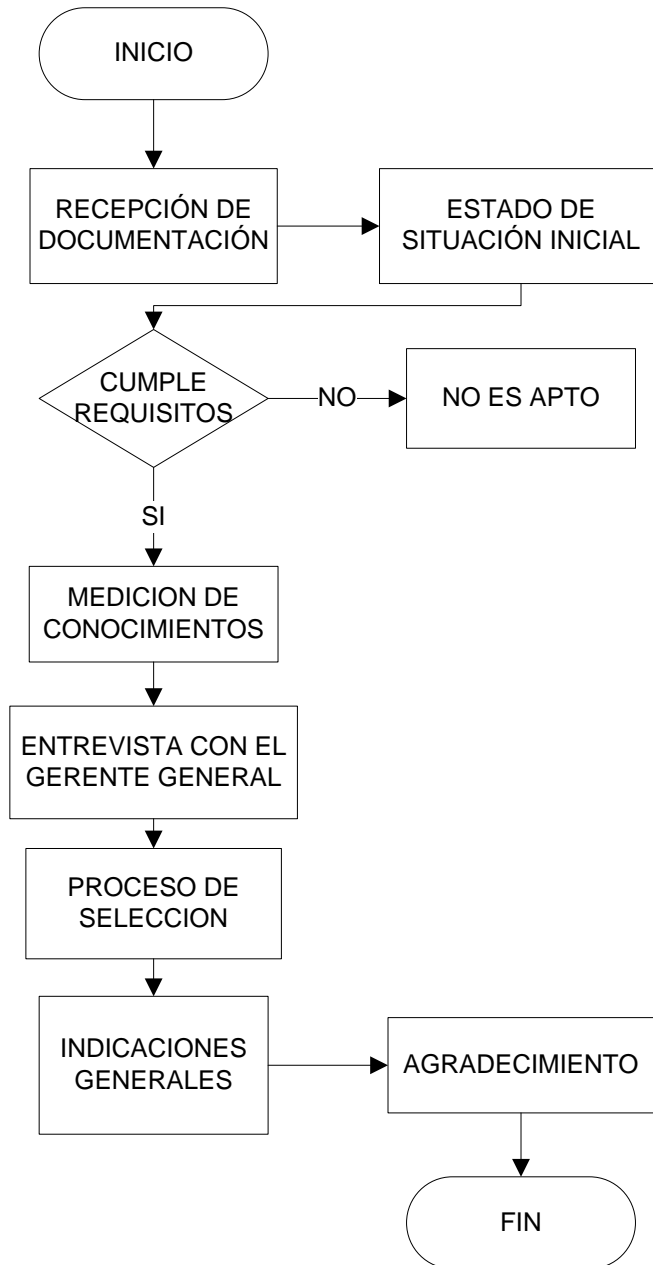 INICIO
RECEPCIÓN DE
DOCUMENTACIÓN
ESTADO DE
SITUACIÓN INICIAL
CUMPLE
REQUISITOS
NO
NO ES APTO
SI
MEDICION DE
CONOCIMIENTOS
ENTREVISTA CON EL
GERENTE GENERAL
PROCESO DE
SELECCION
INDICACIONES
GENERALES
AGRADECIMIENTO
FIN